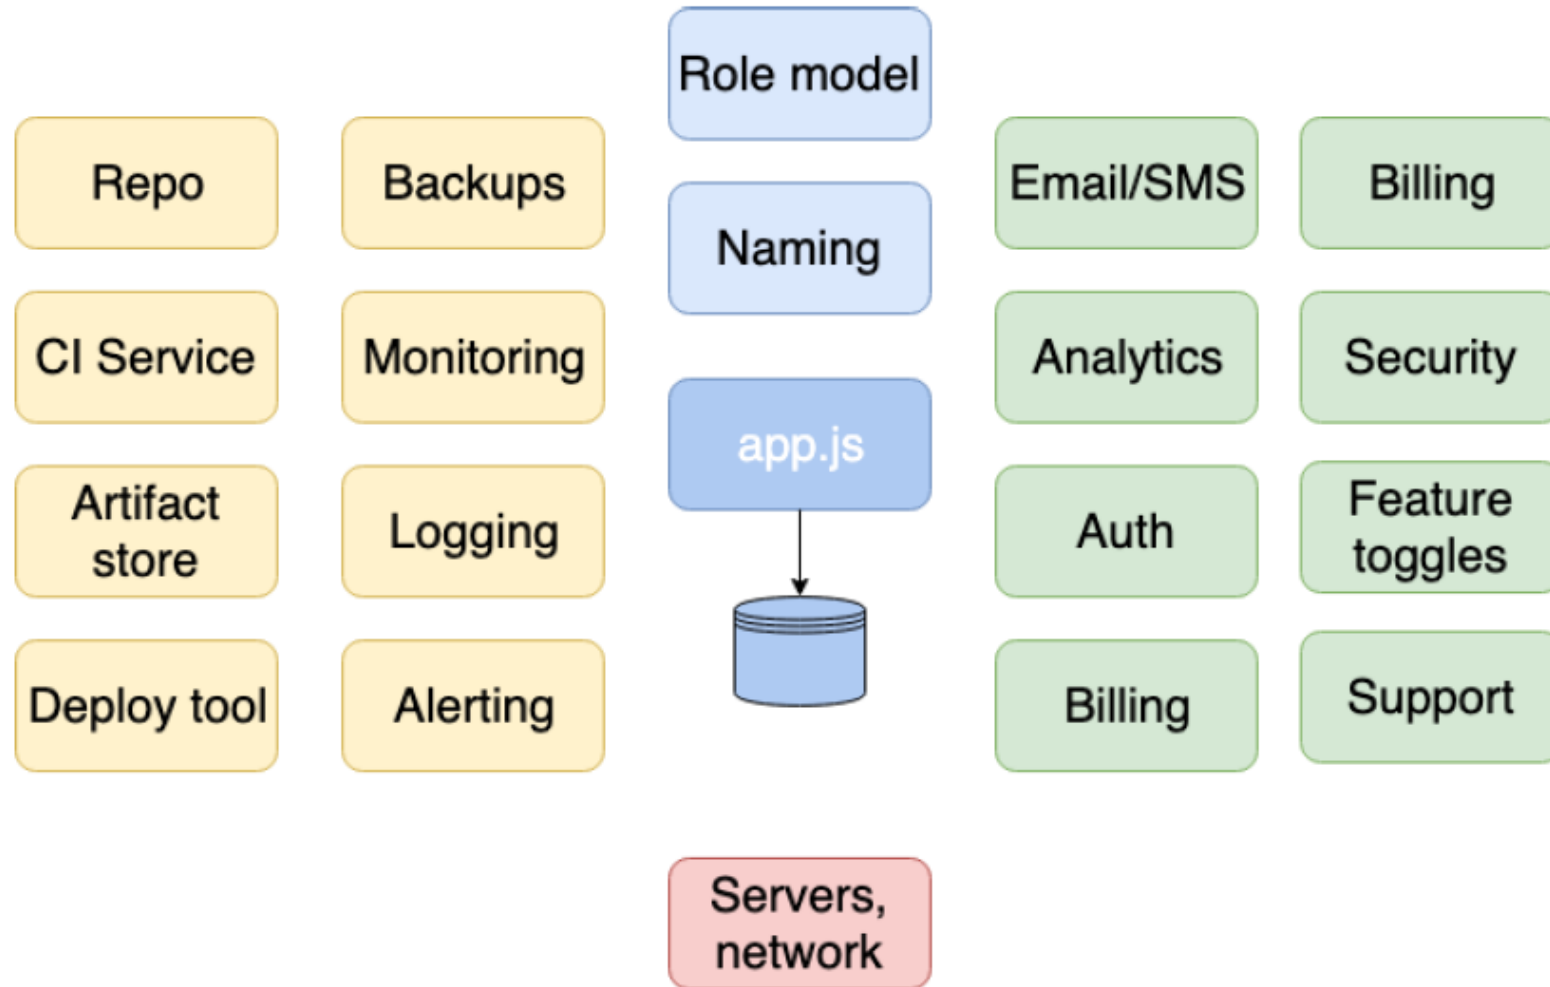 Role model
Repo
Backups
Email/SMS
Billing
Naming
CI Service
Monitoring
Analytics
Security
app.js
Artifact
store
Logging
Auth
Feature
toggles
Deploy tool
Alerting
Billing
Support
Servers,
network